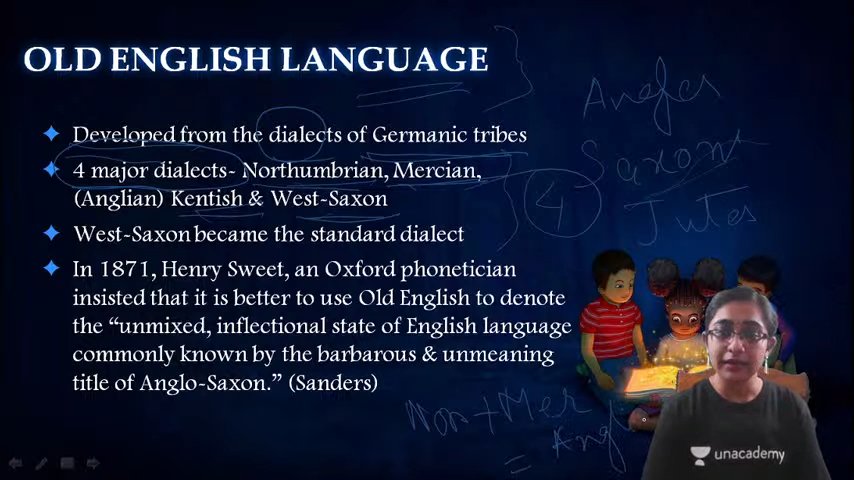 OLD ENGLISH LANGUAGE
Developed from the dialects of Germanic tribes
4 major dialects- Northumbrian, Mercian,
(Anglian) Kentish & West-Saxon
West-Saxon became the standard dialect
In 1871, Henry Sweet, an Oxford phonetician
insisted that it is better to use Old English to denote
the “unmixed, inflectional state of English language
commonly known by the barbarous & unmeaning
title of Anglo-Saxon.” (Sanders)
Angles
Saxons
Jutes
4
Nor + Mer
= Ang
unacademy